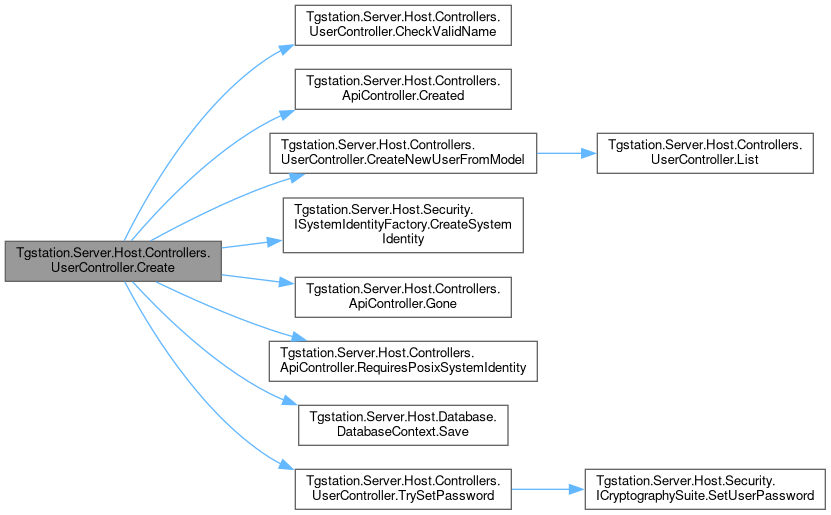 Tgstation.Server.Host.Controllers.
UserController.CheckValidName
Tgstation.Server.Host.Controllers.
ApiController.Created
Tgstation.Server.Host.Controllers.
UserController.CreateNewUserFromModel
Tgstation.Server.Host.Controllers.
UserController.List
Tgstation.Server.Host.Security.
ISystemIdentityFactory.CreateSystem
Identity
Tgstation.Server.Host.Controllers.
UserController.Create
Tgstation.Server.Host.Controllers.
ApiController.Gone
Tgstation.Server.Host.Controllers.
ApiController.RequiresPosixSystemIdentity
Tgstation.Server.Host.Database.
DatabaseContext.Save
Tgstation.Server.Host.Controllers.
UserController.TrySetPassword
Tgstation.Server.Host.Security.
ICryptographySuite.SetUserPassword